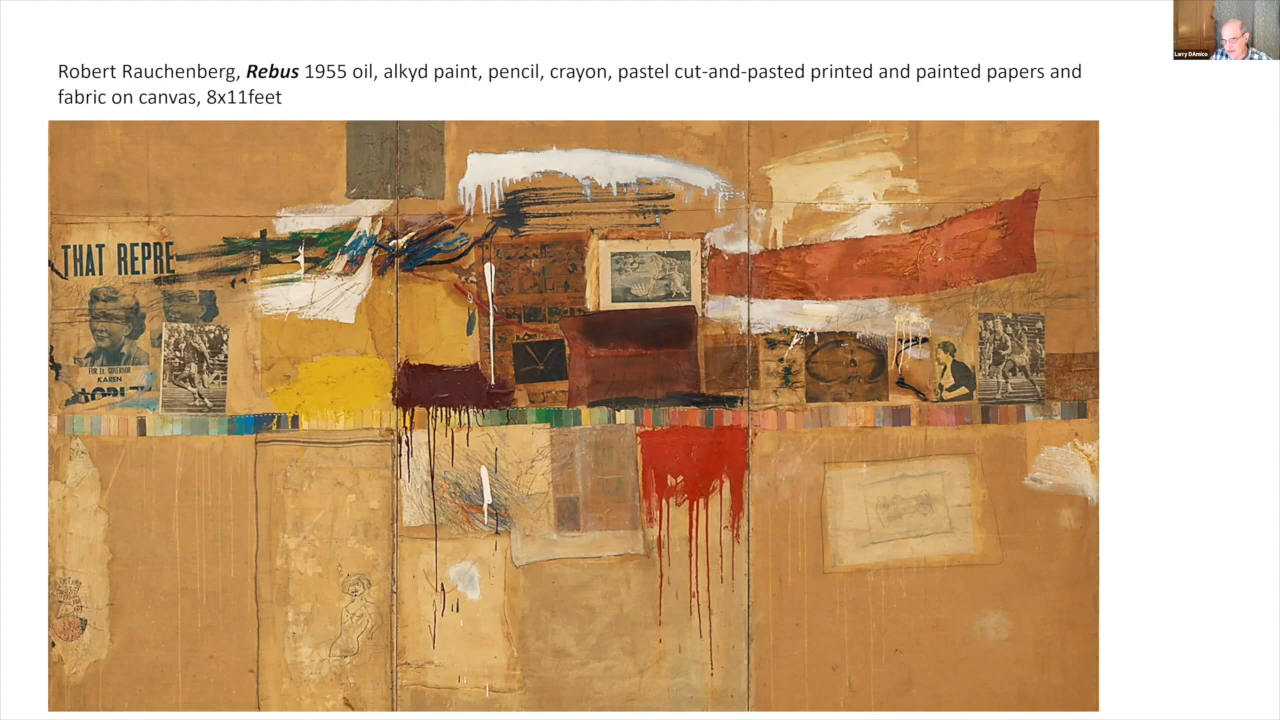 Larry DAmico
Robert Rauchenberg, Rebus 1955 oil, alkyd paint, pencil, crayon, pastel cut-and-pasted printed and painted papers and
fabric on canvas, 8x11feet
THAT REPRE
FOR Lt. GOVERNOR
KAREN